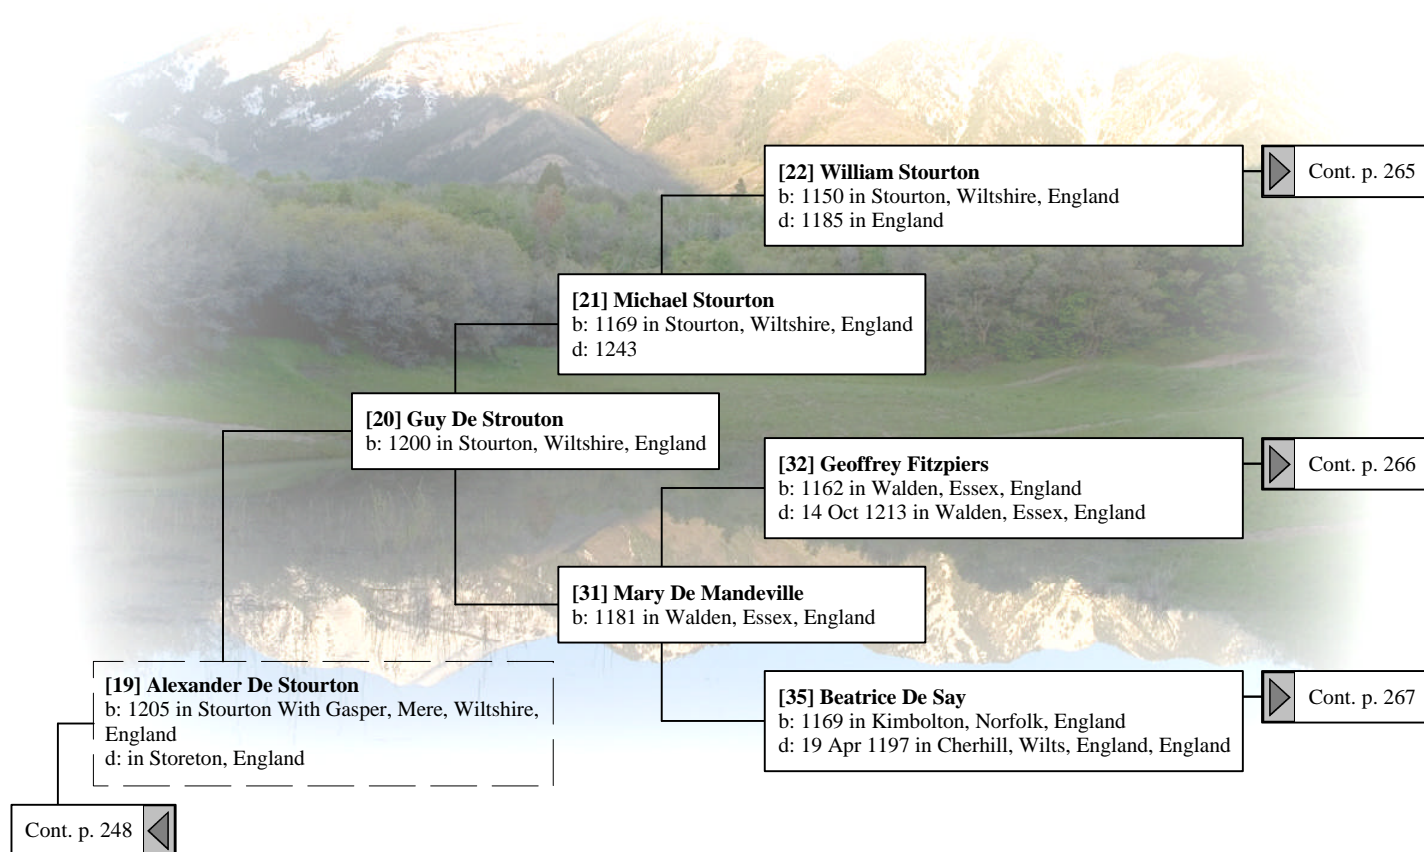 [22] William Stourton
b: 1150 in Stourton, Wiltshire, England
d: 1185 in England
Cont. p. 265
[21] Michael Stourton
b: 1169 in Stourton, Wiltshire, England
d: 1243
[20] Guy De Strouton
b: 1200 in Stourton, Wiltshire, England
[32] Geoffrey Fitzpiers
b: 1162 in Walden, Essex, England
d: 14 Oct 1213 in Walden, Essex, England
Cont. p. 266
[31] Mary De Mandeville
b: 1181 in Walden, Essex, England
[19] Alexander De Stourton
b: 1205 in Stourton With Gasper, Mere, Wiltshire,
England
d: in Storeton, England
[35] Beatrice De Say
b: 1169 in Kimbolton, Norfolk, England
d: 19 Apr 1197 in Cherhill, Wilts, England, England
Cont. p. 267
Cont. p. 248